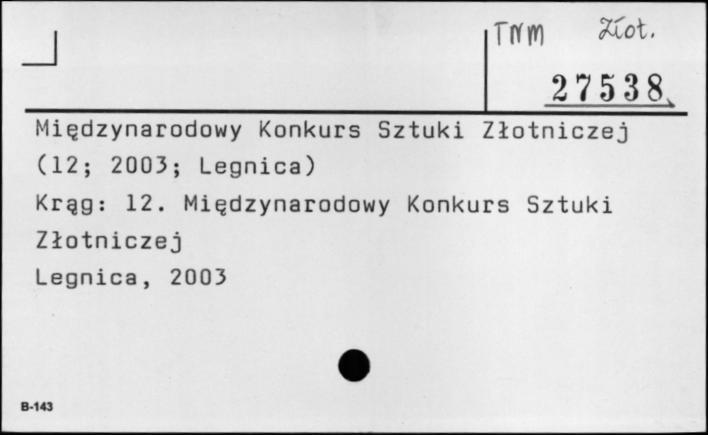 TNM Złot.
27538
Międzynarodowy Konkurs Sztuki Złotniczej
(12; 2003; Legnica)
Krąg: 12. Międzynarodowy Konkurs Sztuki
Złotniczej
Legnica, 2003
B-143